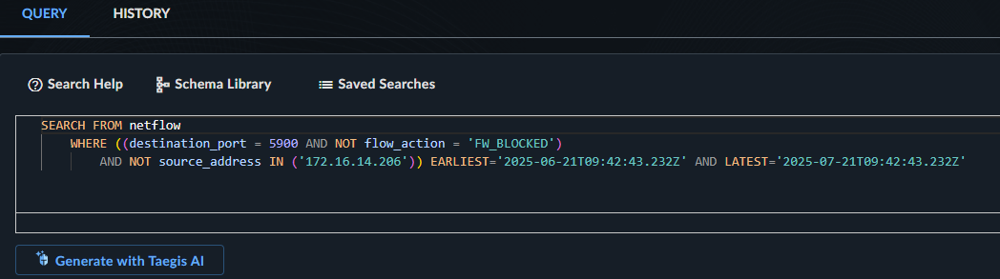 QUERY HISTORY
Search Help Schema Library Saved Searches
SEARCH FROM netflow
WHERE ((destination_port = 5900 AND NOT flow_action = 'FW_BLOCKED')
AND NOT source_address IN ('172.16.14.206')) EARLIEST='2025-06-21T09:42:43.232Z' AND LATEST='2025-07-21T09:42:43.232Z'
Generate with Taegis AI